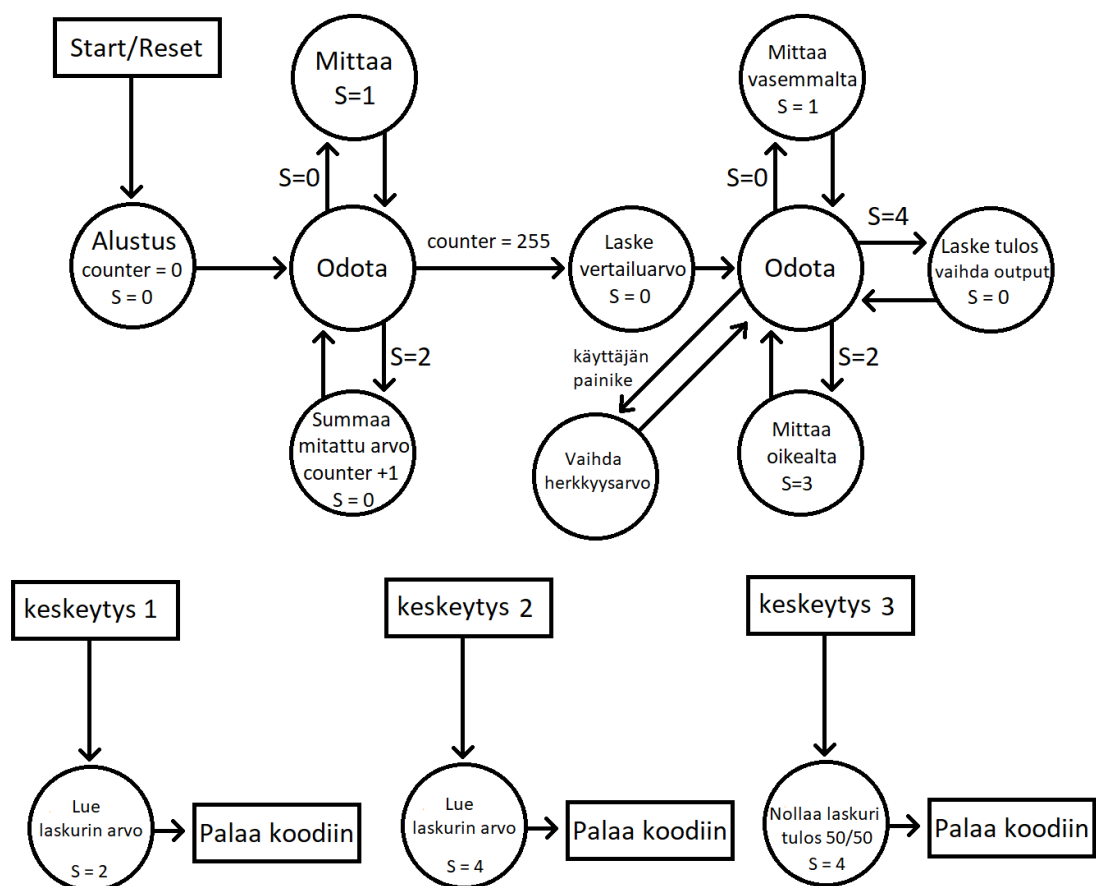 Start/Reset
Mittaa
S=1
S=0
Alustus
counter = 0
S = 0
Odota
S=2
Summaa
mitattu arvo
counter +1
S = 0
counter = 255
Laske
vertailuarvo
S = 0
Mittaa
vasemmalta
S = 1
S=0
Odota
S=4
Laske tulos
vaihda output
S = 0
S=2
Mittaa
oikealta
S=3
käyttäjän
painike
Vaihda
herkkyysarvo
keskeytys 1
Lue
laskurin arvo
S = 2
Palaa koodiin
keskeytys 2
Lue
laskurin arvo
S = 4
Palaa koodiin
keskeytys 3
Nollaa laskuri
tulos 50/50
S = 4
Palaa koodiin